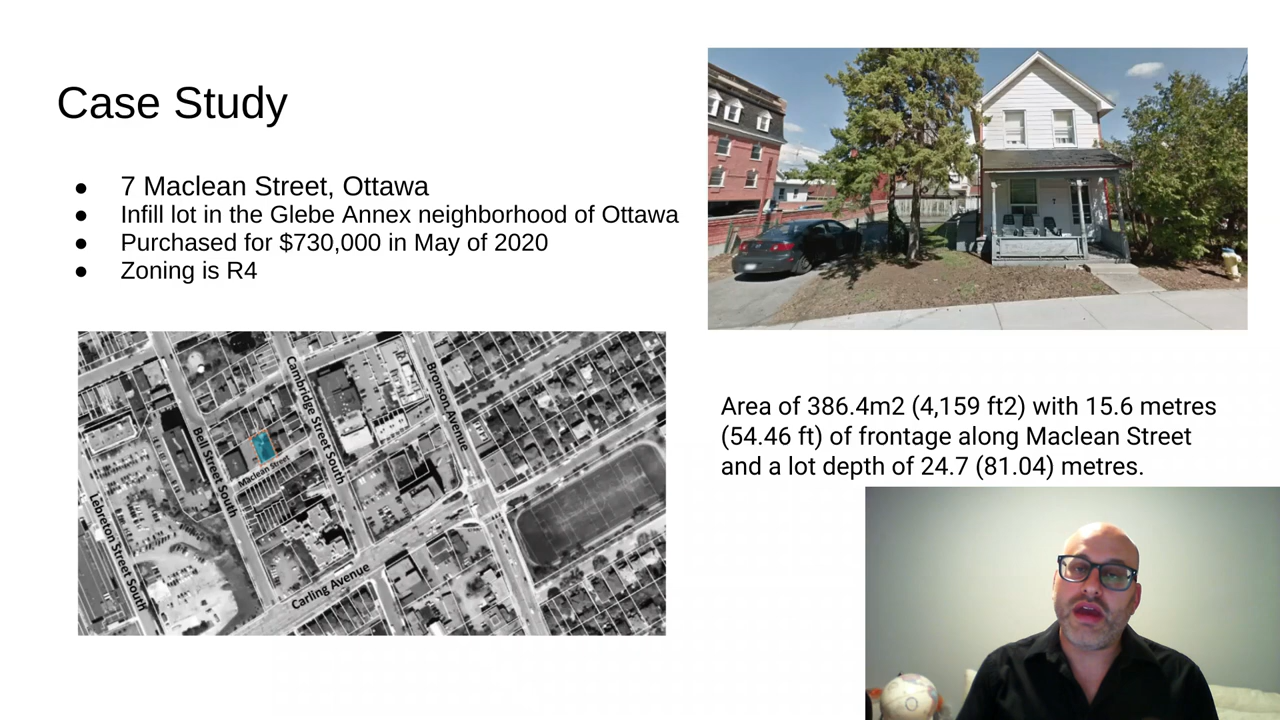 Case Study
● 7 Maclean Street, Ottawa
● Infill lot in the Glebe Annex neighborhood of Ottawa
● Purchased for $730,000 in May of 2020
● Zoning is R4
Area of 386.4m2 (4,159 ft2) with 15.6 metres
(54.46 ft) of frontage along Maclean Street
and a lot depth of 24.7 (81.04) metres.
Lebreton Street South
Bell Street South
Maclean Street
Cambridge Street South
Bronson Avenue
Carling Avenue
7